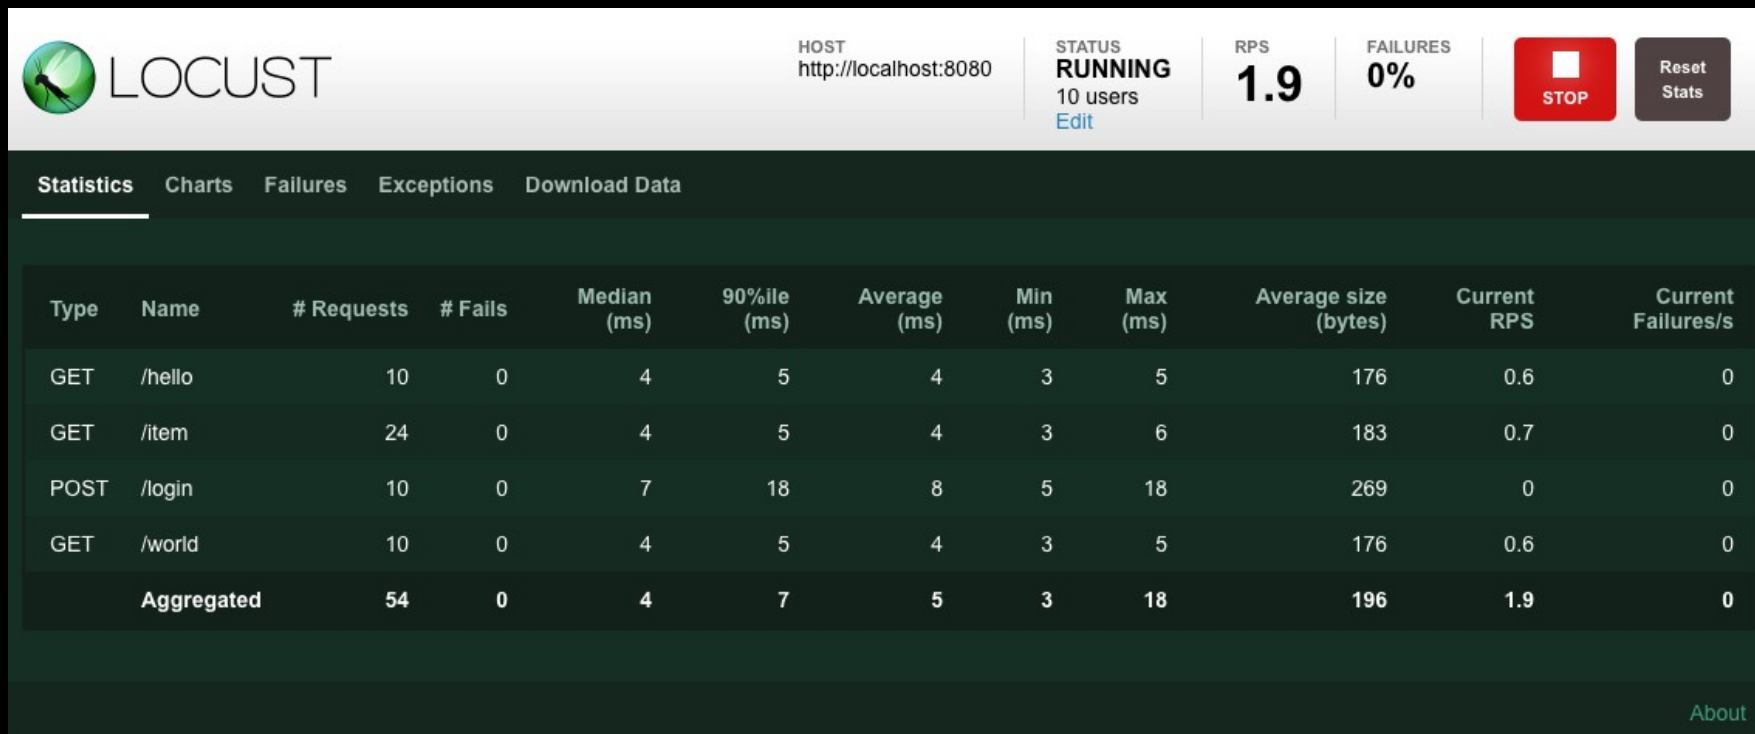 LOCUST
HOST
http://localhost:8080
STATUS
RUNNING
10 users
Edit
RPS
1.9
FAILURES
0%
STOP
Reset
Stats
Statistics Charts Failures Exceptions Download Data
Type Name # Requests # Fails Median (ms) 90%ile (ms) Average (ms) Min (ms) Max (ms) Average size (bytes) Current RPS Current Failures/s
GET /hello 10 0 4 5 4 3 5 176 0.6 0
GET /item 24 0 4 5 4 3 6 183 0.7 0
POST /login 10 0 7 18 8 5 18 269 0 0
GET /world 10 0 4 5 4 3 5 176 0.6 0
Aggregated 54 0 4 7 5 3 18 196 1.9 0
About